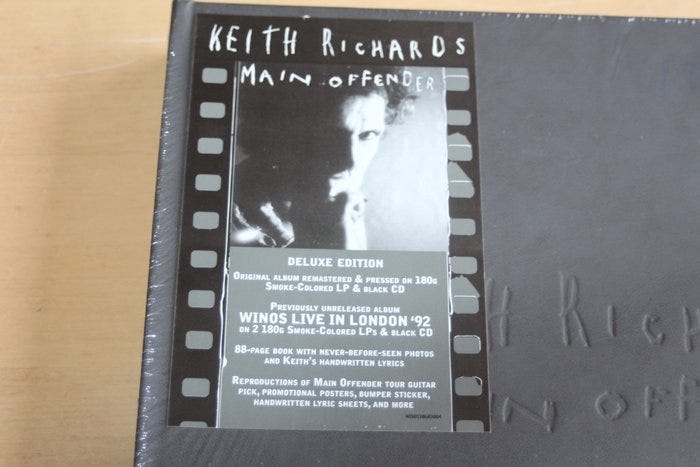 KEITH RICHARDS
MAIN OFFENDER
DELUXE EDITION
ORIGINAL ALBUM REMASTERED & PRESSED ON 180G
SMOKE-COLORED LP & BLACK CD
PREVIOUSLY UNRELEASED ALBUM
WINOS LIVE IN LONDON '92
ON 2 180G SMOKE-COLORED LPS & BLACK CD
88-PAGE BOOK WITH NEVER-BEFORE-SEEN PHOTOS
AND KEITH'S HANDWRITTEN LYRICS
REPRODUCTIONS OF MAIN OFFENDER TOUR GUITAR
PICK, PROMOTIONAL POSTERS, BUMPER STICKER,
HANDWRITTEN LYRIC SHEETS, AND MORE
H RICH
IN OFF